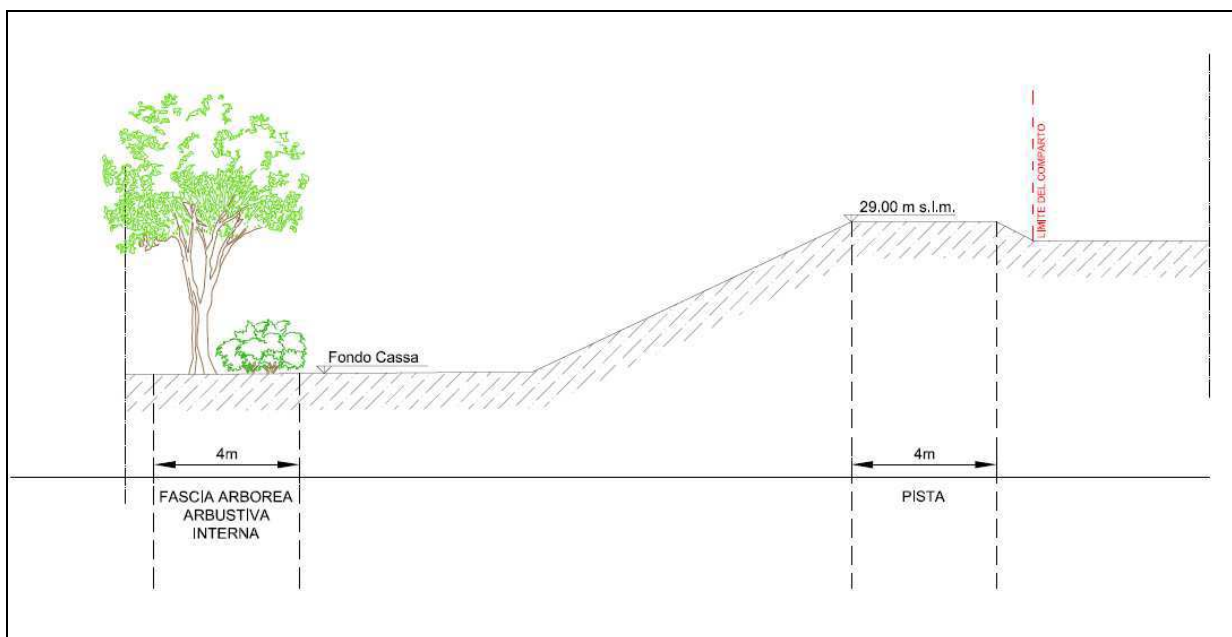 29.00 m s.l.m.
LIMITE DEL COMPARTO
Fondo Cassa
4m
4m
FASCIA ARBOREA
ARBUSTIVA
INTERNA
PISTA